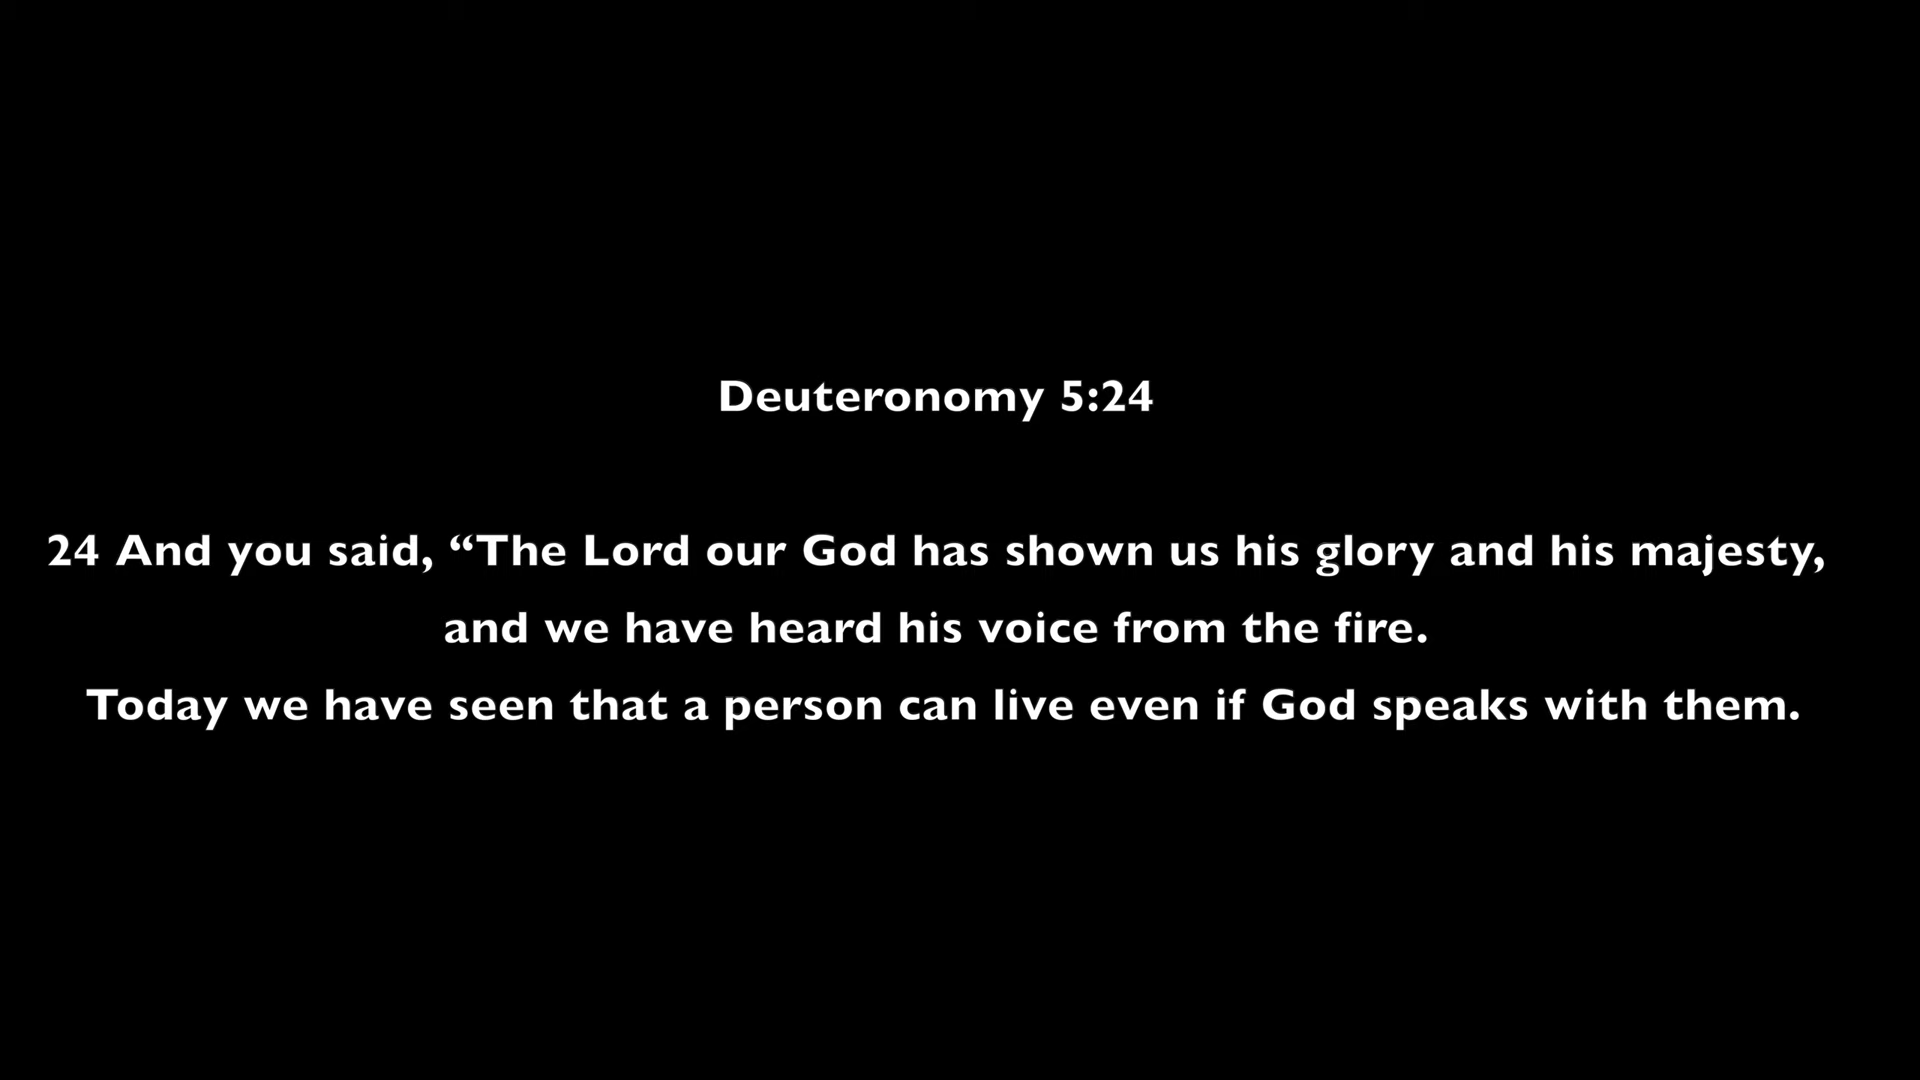 Deuteronomy 5:24
24 And you said, “The Lord our God has shown us his glory and his majesty,
and we have heard his voice from the fire.
Today we have seen that a person can live even if God speaks with them.